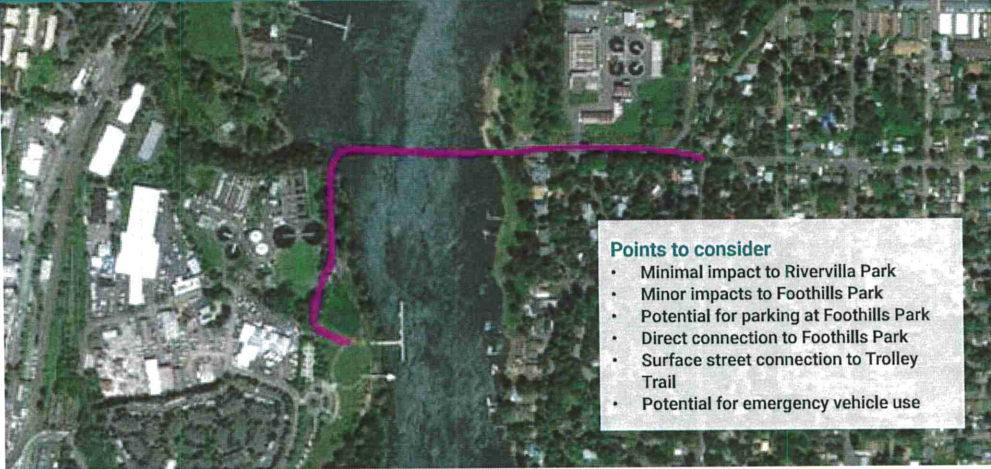 Points to consider
• Minimal impact to Rivervilla Park
• Minor impacts to Foothills Park
• Potential for parking at Foothills Park
• Direct connection to Foothills Park
• Surface street connection to Trolley
Trail
• Potential for emergency vehicle use